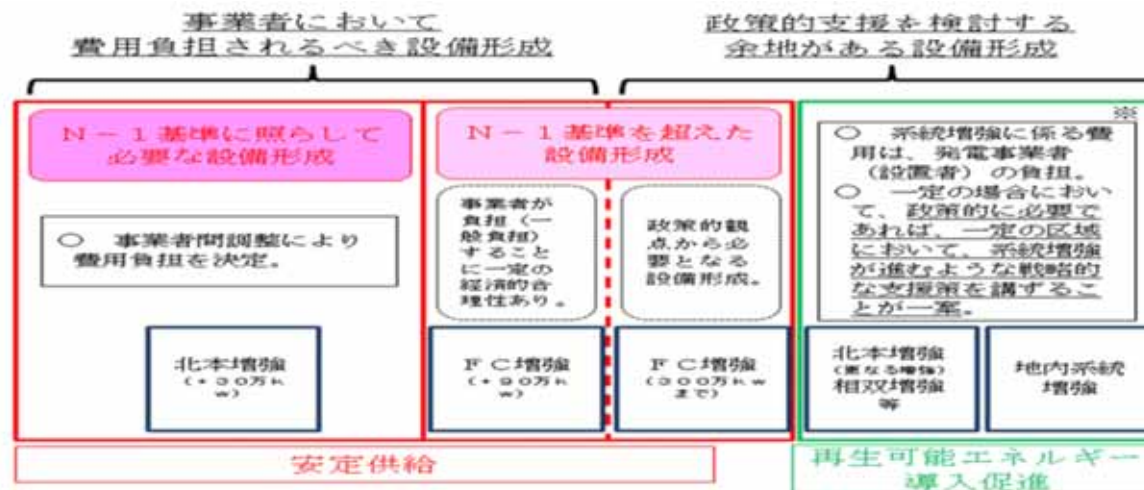 事業者において
費用負担されるべき設備形成
政策的支援を検討する
余地がある設備形成
N-1基準に照らして
必要な設備形成
○ 事業者間調整により
費用負担を決定。
北本増強
(+30万k
w)
N-1基準を超えた
設備形成
事業者が
負担(一
般負担)
すること
に一定の
経済的合
理性あり。
政策的観
点から必
要となる
設備形成。
FC増強
(+90万k
w)
FC増強
(300万kw
まで)
※
○ 系統増強に係る費
用は、発電事業者
(設置者)の負担。
○ 一定の場合におい
て、政策的に必要で
あれば、一定の区域
において、系統増強
が進むような戦略的
な支援策を講ずるこ
とが一案。
北本増強
(更なる増強)
相双増強
等
地内系統
増強
安定供給
再生可能エネルギー
導入促進